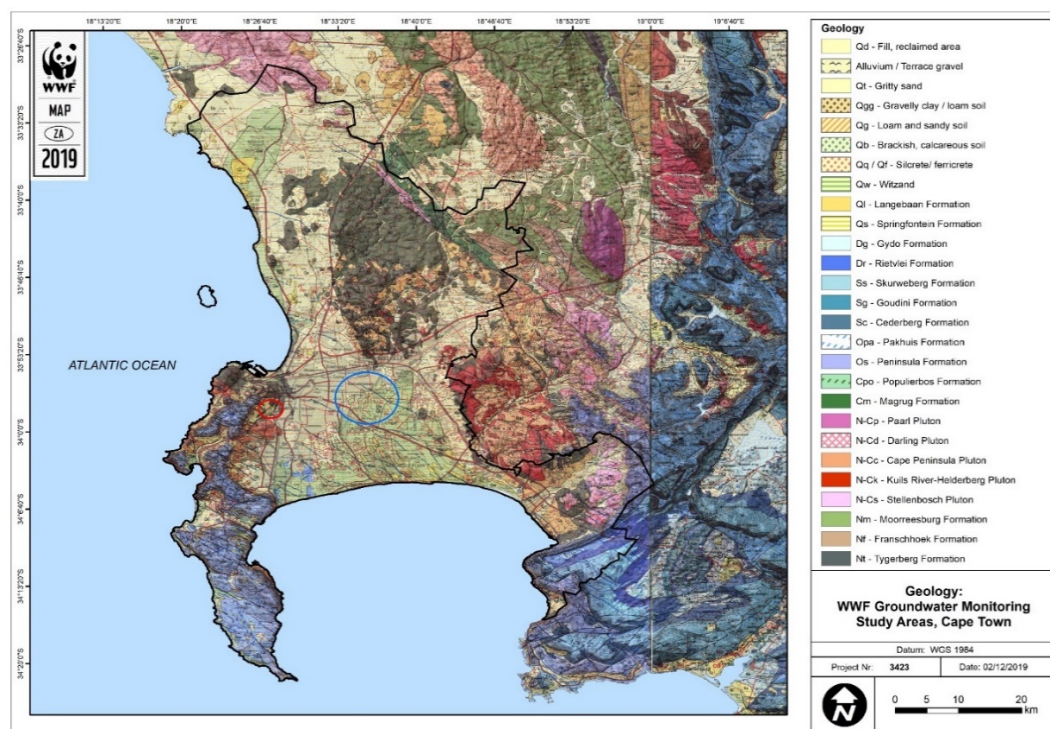 18°13'20"S
18°20'0"S
18°26'40"S
18°33'20"S
18°40'0"S
18°46'40"S
18°53'20"S
19°0'0"S
19°6'40"S
33°26'40"S
33°33'20"S
33°40'0"S
33°46'40"S
33°53'20"S
34°0'0"S
34°6'40"S
34°13'20"S
34°20'0"S
WWF
MAP
ZA
2019
ATLANTIC OCEAN
Geology
Qd - Fill, reclaimed area
Alluvium / Terrace gravel
Qt - Gritty sand
Qgg - Gravelly clay / loam soil
Qg - Loam and sandy soil
Qb - Brackish, calcareous soil
Qq / Qf - Silcrete/ ferricrete
Qw - Witzand
Ql - Langebaan Formation
Qs - Springfontein Formation
Dg - Gydo Formation
Dr - Rietvlei Formation
Ss - Skurweberg Formation
Sg - Goudini Formation
Sc - Cederberg Formation
Opa - Pakhuis Formation
Os - Peninsula Formation
Cpo - Populierbos Formation
Cm - Magrug Formation
N-Cp - Paarl Pluton
N-Cd - Darling Pluton
N-Cc - Cape Peninsula Pluton
N-Ck - Kuils River-Helderberg Pluton
N-Cs - Stellenbosch Pluton
Nm - Moorreesburg Formation
Nf - Franschhoek Formation
Nt - Tygerberg Formation
Geology:
WWF Groundwater Monitoring
Study Areas, Cape Town
Datum: WGS 1984
Project Nr: 3423 Date: 02/12/2019
N
0 5 10 20
km